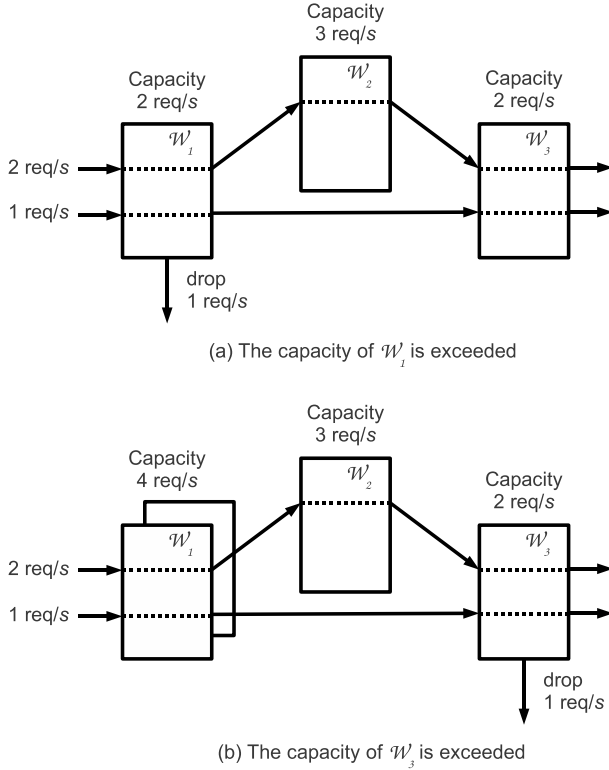 Capacity
3 req/s
Capacity
2 req/s
Capacity
2 req/s
𝒲₂
𝒲₁
𝒲₃
2 req/s
1 req/s
drop
1 req/s
(a) The capacity of 𝒲₁ is exceeded
Capacity
3 req/s
Capacity
4 req/s
Capacity
2 req/s
𝒲₂
𝒲₁
𝒲₃
2 req/s
1 req/s
drop
1 req/s
(b) The capacity of 𝒲₃ is exceeded